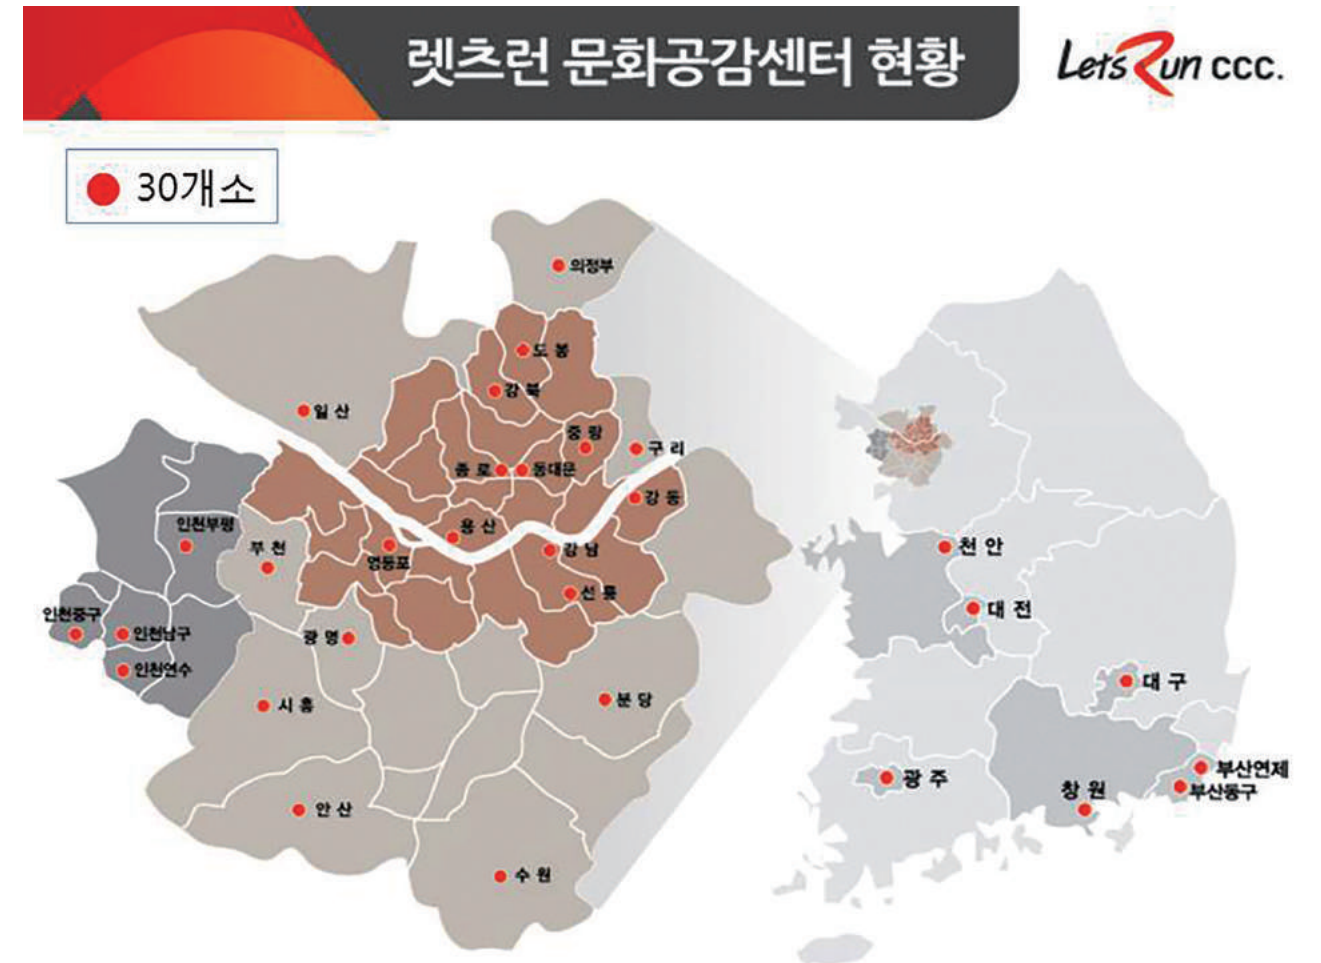 렛츠런 문화공감센터 현황
LetsRun CCC.
30개소
의정부
도 봉
강 북
일 산
중 랑
구 리
종 로
동대문
강 동
인천부평
용 산
부 천
영등포
강 남
천 안
선 릉
인천중구
인천남구
광 명
대 전
인천연수
시 흥
분 당
대 구
부산연제
광 주
창 원
부산동구
안 산
수 원